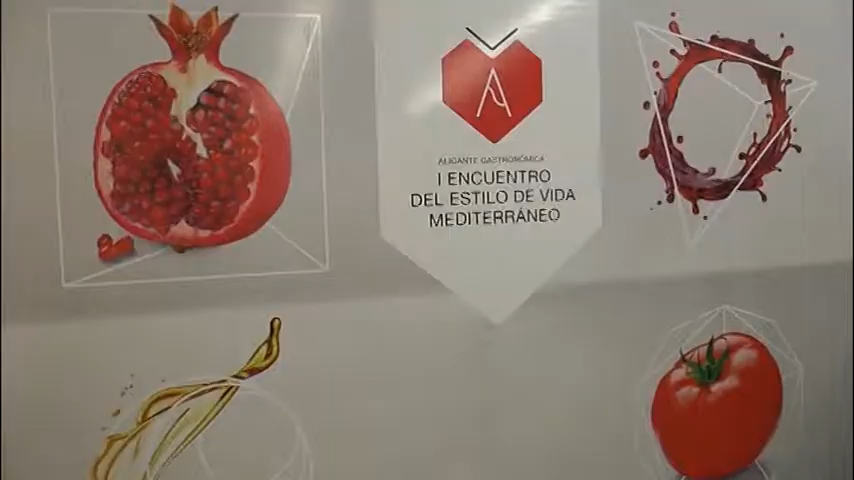 ALICANTE GASTRONÓMICA
I ENCUENTRO
DEL ESTILO DE VIDA
MEDITERRÁNEO